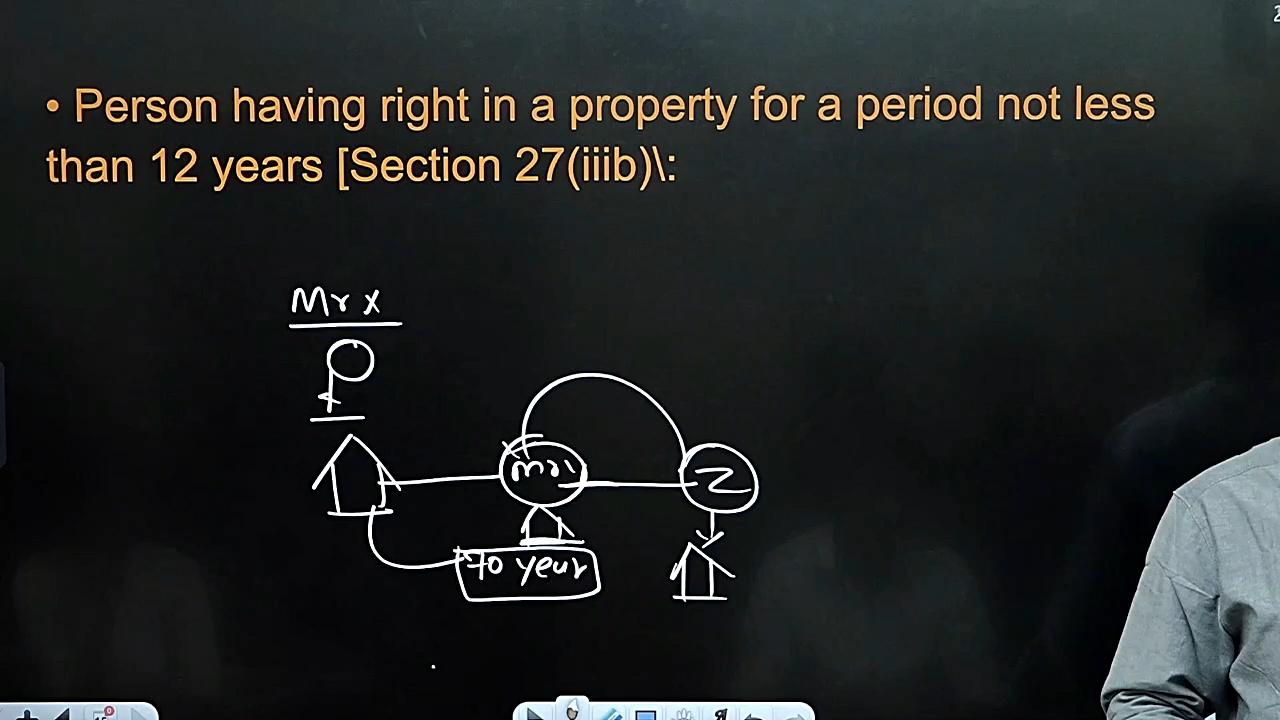 • Person having right in a property for a period not less
than 12 years [Section 27(iiib)\:
Mr X
Z
70 year